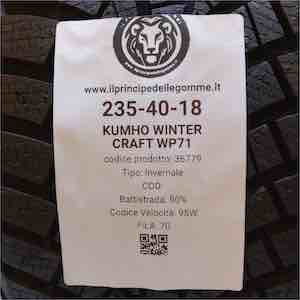 www.ilprincipedellegomme.it
235-40-18
KUMHO WINTER
CRAFT WP71
codice prodotto: 36779
Tipo: Invernale
COD:
Battistrada: 90%
Codice Velocità: 95W
FILA: 70